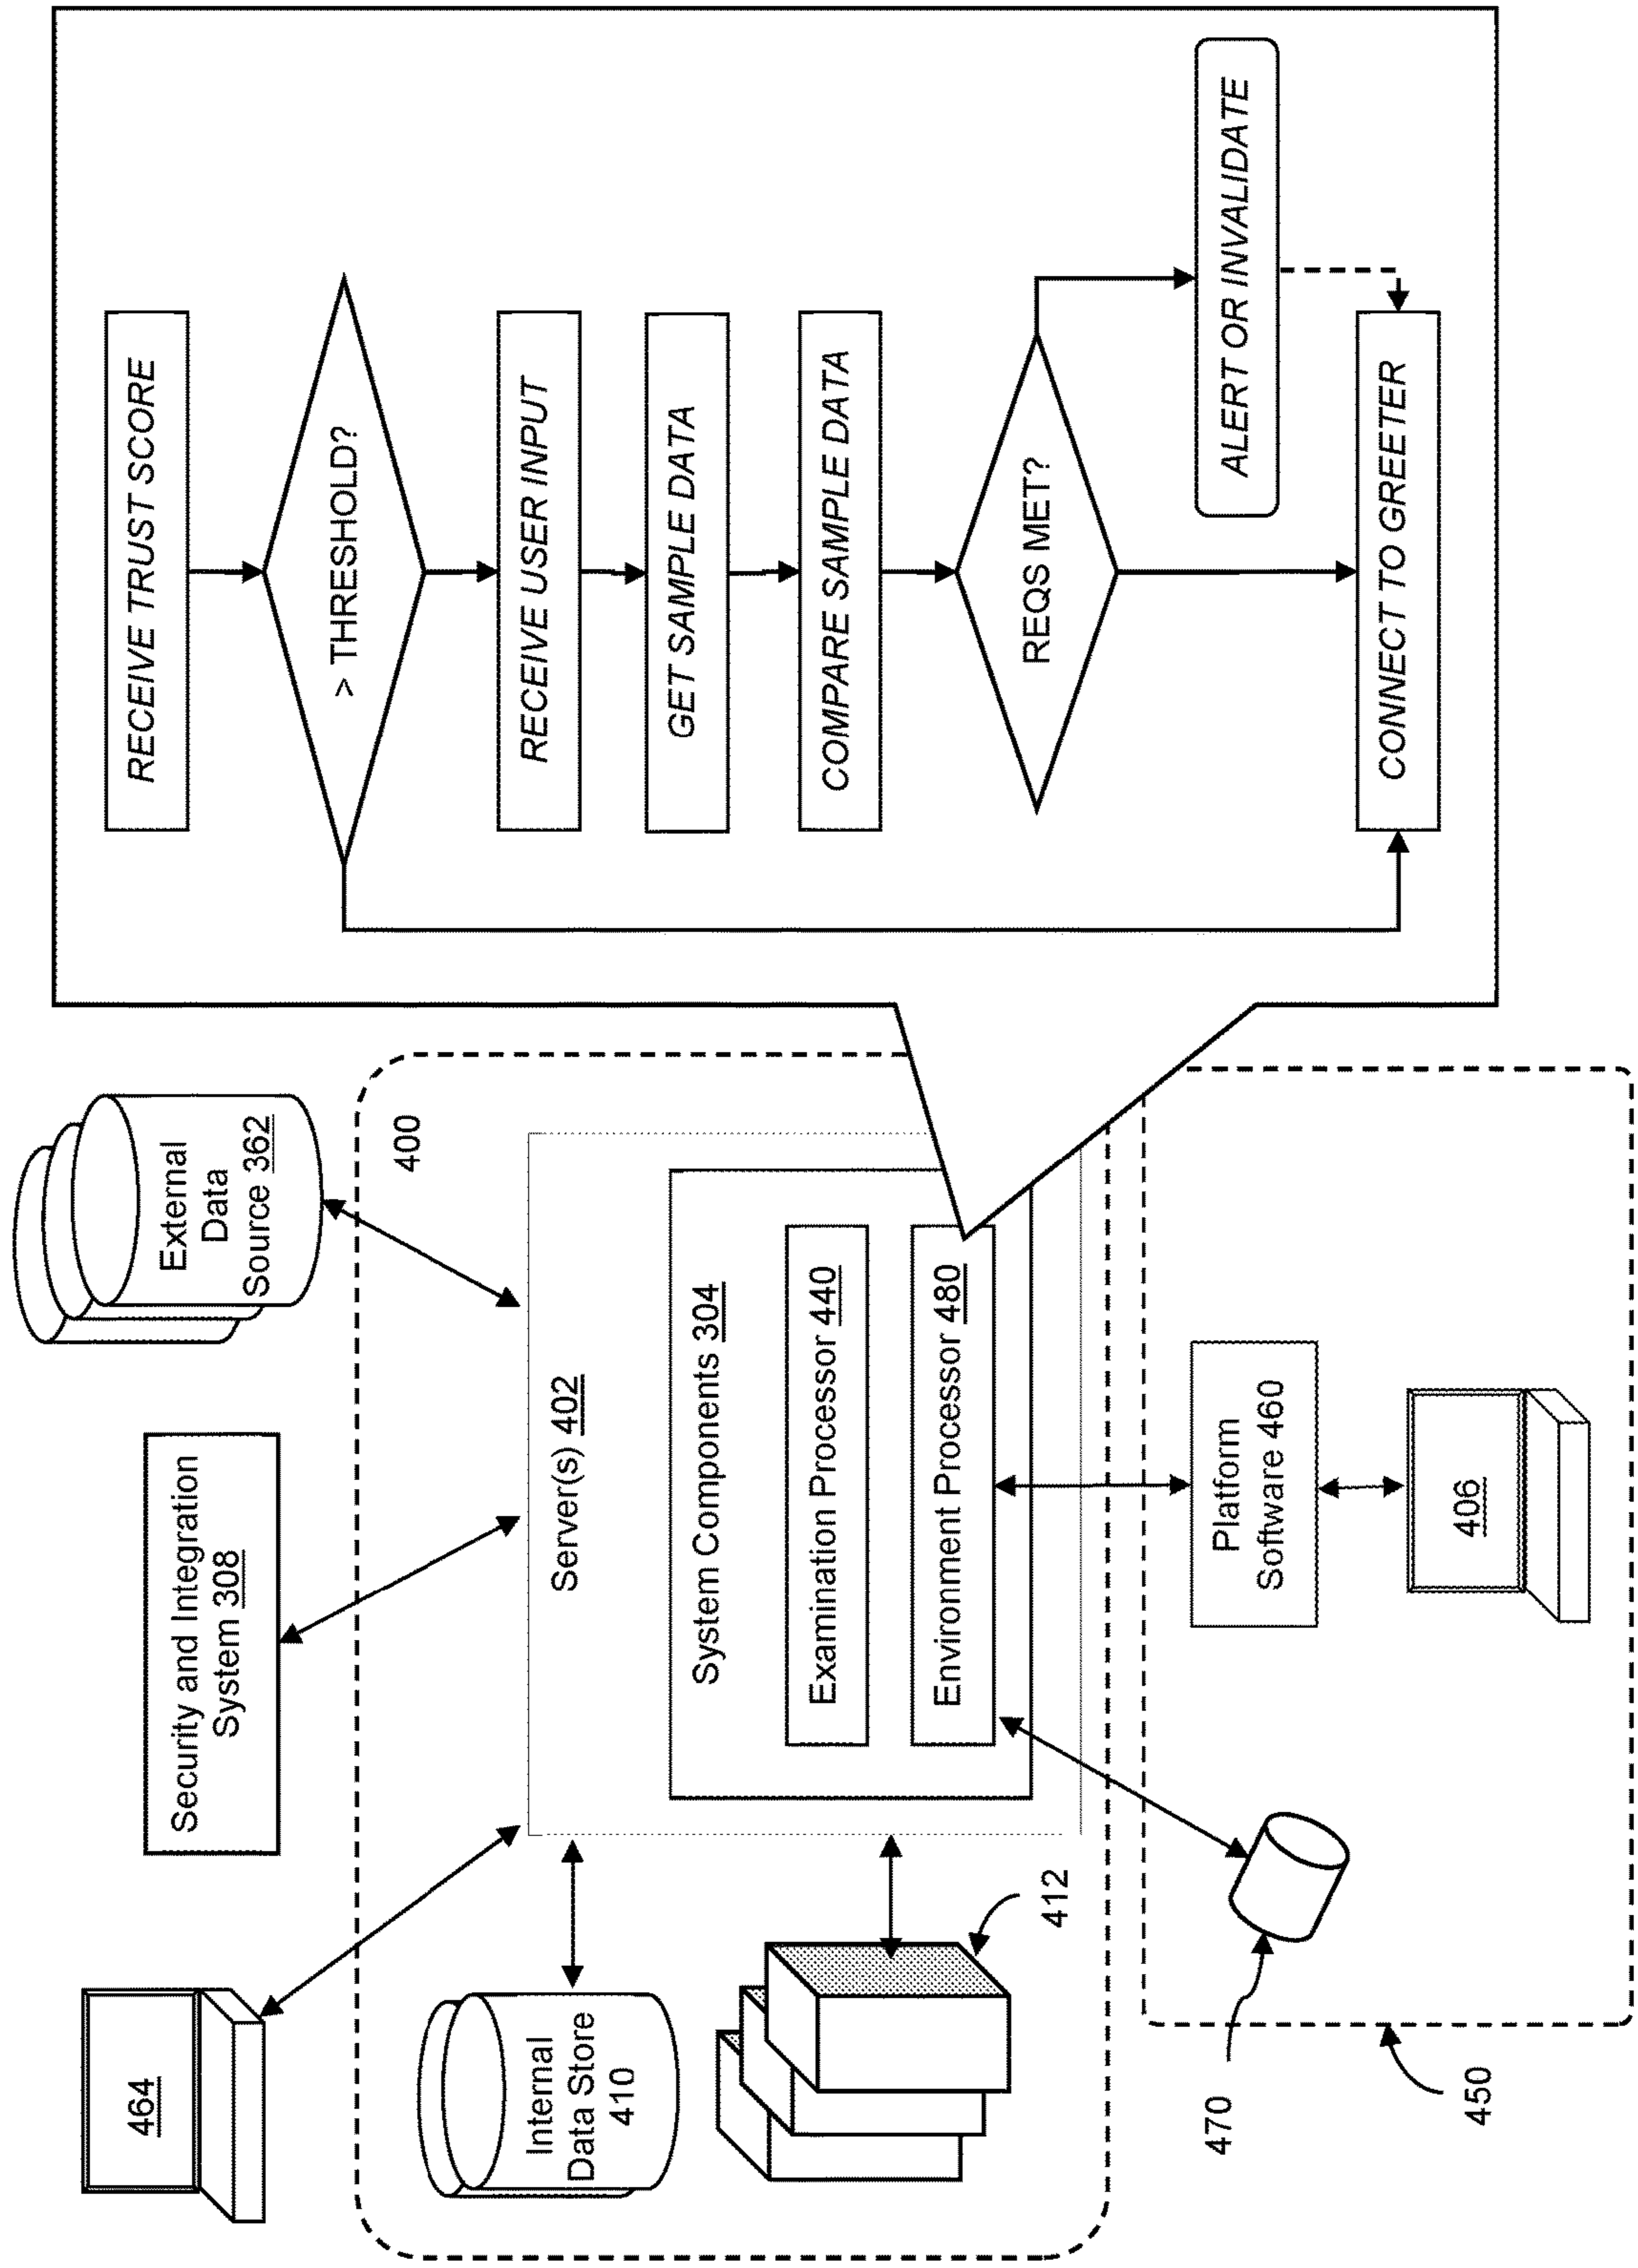 464
Security and Integration
System 308
External
Data
Source 362
400
Internal
Data Store
410
Server(s) 402
System Components 304
Examination Processor 440
Environment Processor 480
412
470
450
Platform
Software 460
406
RECEIVE TRUST SCORE
> THRESHOLD?
RECEIVE USER INPUT
GET SAMPLE DATA
COMPARE SAMPLE DATA
REQS MET?
ALERT OR INVALIDATE
CONNECT TO GREETER